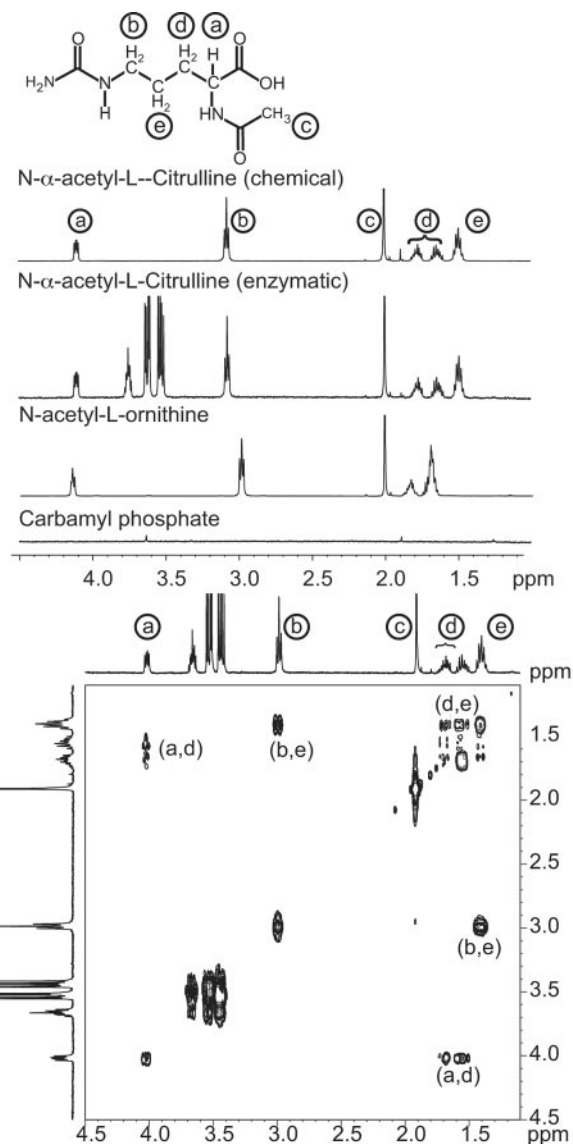 ⓑ ⓓ ⓐ
O H₂ H₂ H O
H₂N N C C C C OH
H C H₂ HN CH₃ ⓒ
ⓔ O
N-α-acetyl-L--Citrulline (chemical)
ⓐ ⓑ ⓒ ⓓ ⓔ
N-α-acetyl-L-Citrulline (enzymatic)
N-acetyl-L-ornithine
Carbamyl phosphate
4.0 3.5 3.0 2.5 2.0 1.5 ppm
ⓐ ⓑ ⓒ ⓓ ⓔ
ppm
(d,e)
1.5
(a,d) (b,e)
2.0
2.5
3.0
(b,e)
3.5
4.0
(a,d)
4.5
4.5 4.0 3.5 3.0 2.5 2.0 1.5 ppm